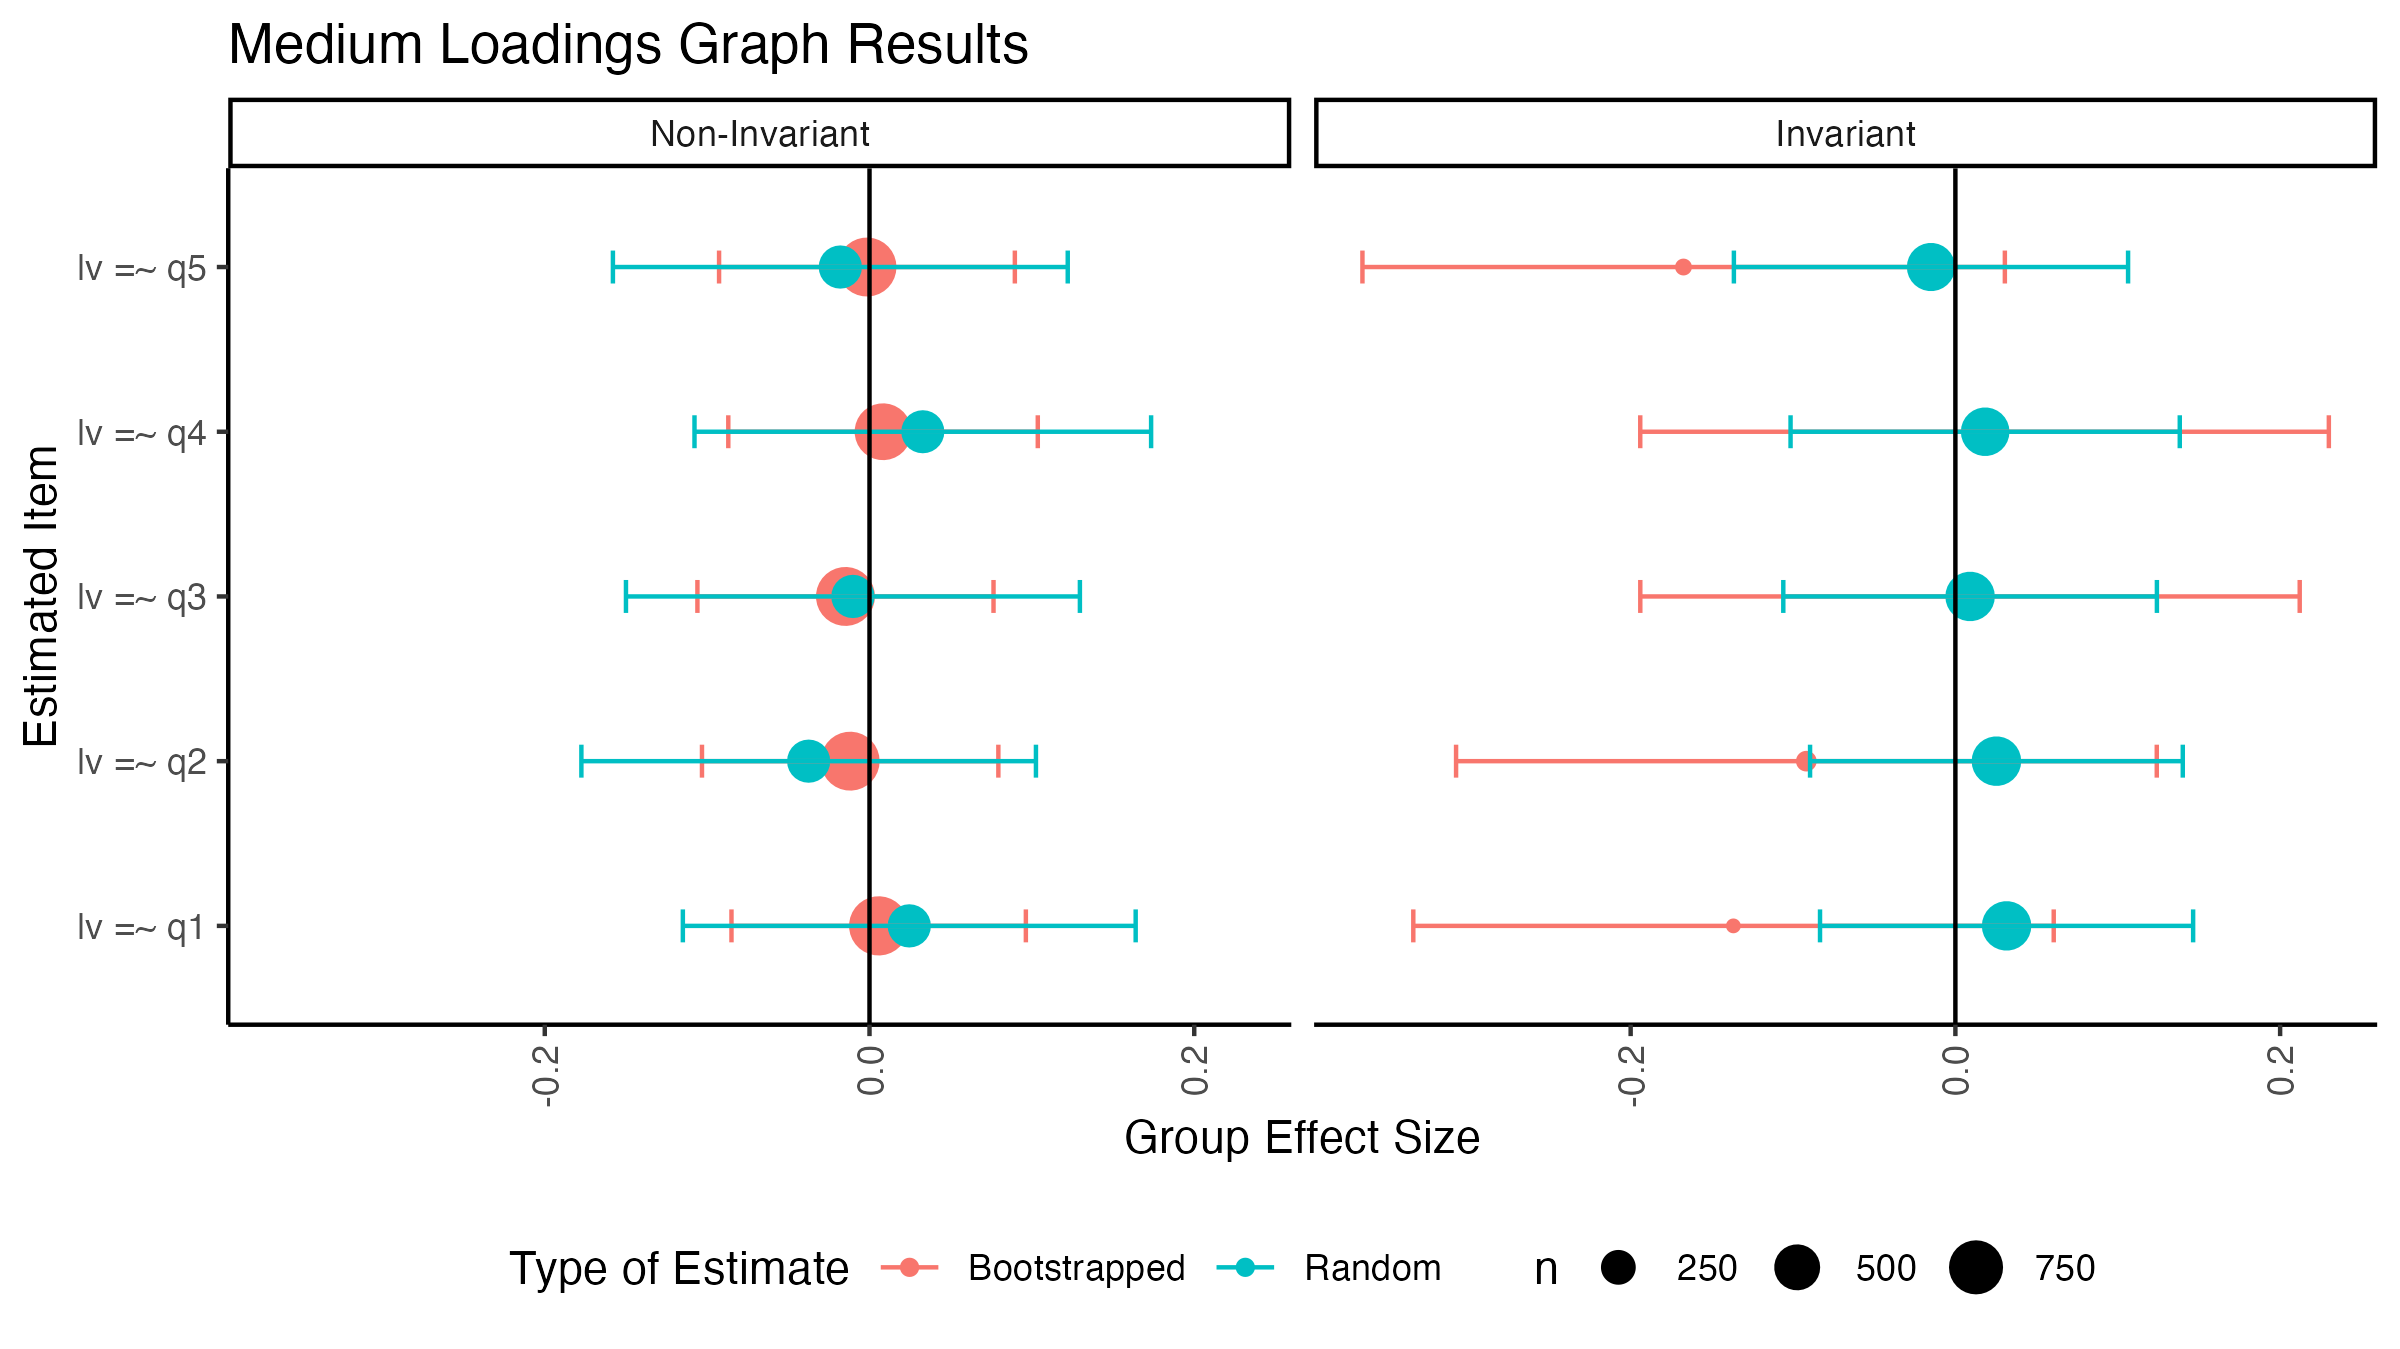 Medium Loadings Graph Results
Non-Invariant
Invariant
Estimated Item
lv =~ q5
lv =~ q4
lv =~ q3
lv =~ q2
lv =~ q1
-0.2 0.0 0.2
-0.2 0.0 0.2
Group Effect Size
Type of Estimate Bootstrapped Random n 250 500 750